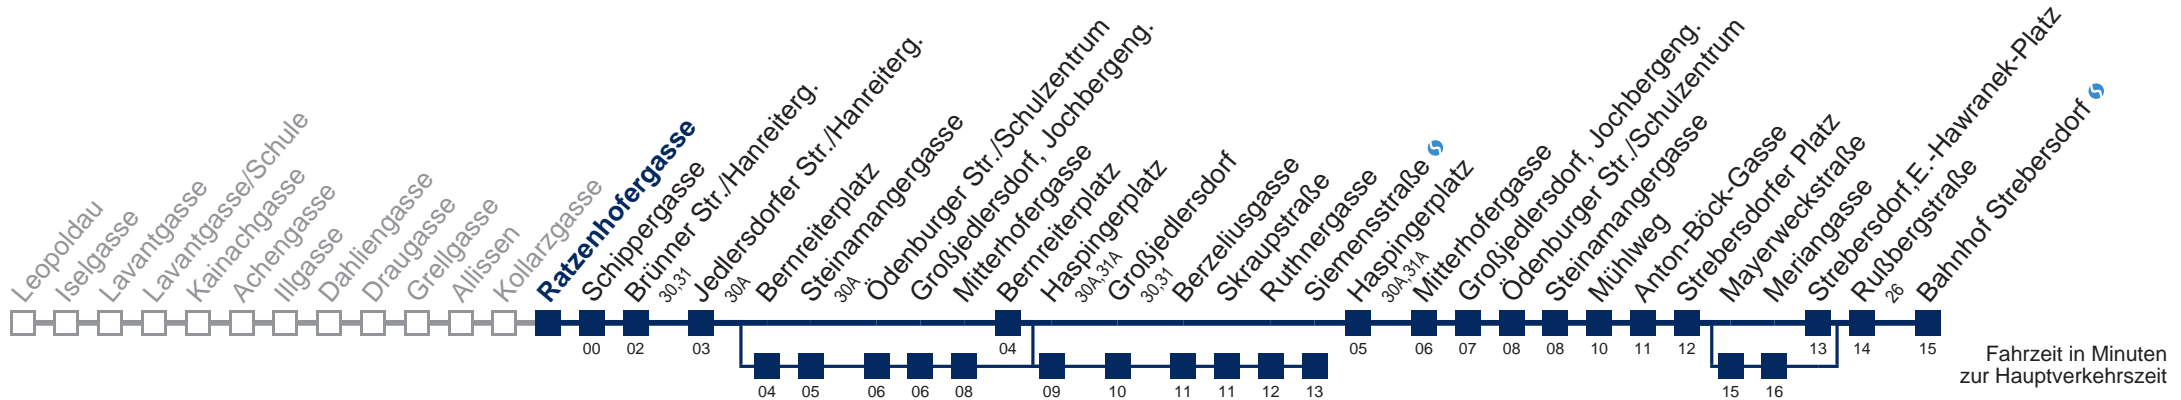 Leopoldau
Iselgasse
Lavantgasse
Lavantgasse/Schule
Kainachgasse
Achengasse
Illgasse
Dahliengasse
Draugasse
Grellgasse
Allissen
Kollarzgasse
Ratzenhofergasse
Schippergasse
Brünner Str./Hanreiterg.
30,31
Jedlersdorfer Str./Hanreiterg.
30A
Bernreiterplatz
Steinamangergasse
30A
Ödenburger Str./Schulzentrum
Großjedlersdorf, Jochbergeng.
Mitterhofergasse
Bernreiterplatz
Haspingerplatz
30A,31A
Großjedlersdorf
30,31
Berzeliusgasse
Skraupstraße
Ruthnergasse
Siemensstraße
Haspingerplatz
30A,31A
Mitterhofergasse
Großjedlersdorf, Jochbergeng.
Ödenburger Str./Schulzentrum
Steinamangergasse
Mühlweg
Anton-Böck-Gasse
Strebersdorfer Platz
Mayerweckstraße
Meriangasse
Strebersdorf,E.-Hawranek-Platz
Rußbergstraße
26
Bahnhof Strebersdorf
00 02 03 04 05 06 07 08 08 10 11 12 13 14 15
04 05 06 06 08 09 10 11 11 12 13 15 16
Fahrzeit in Minuten
zur Hauptverkehrszeit